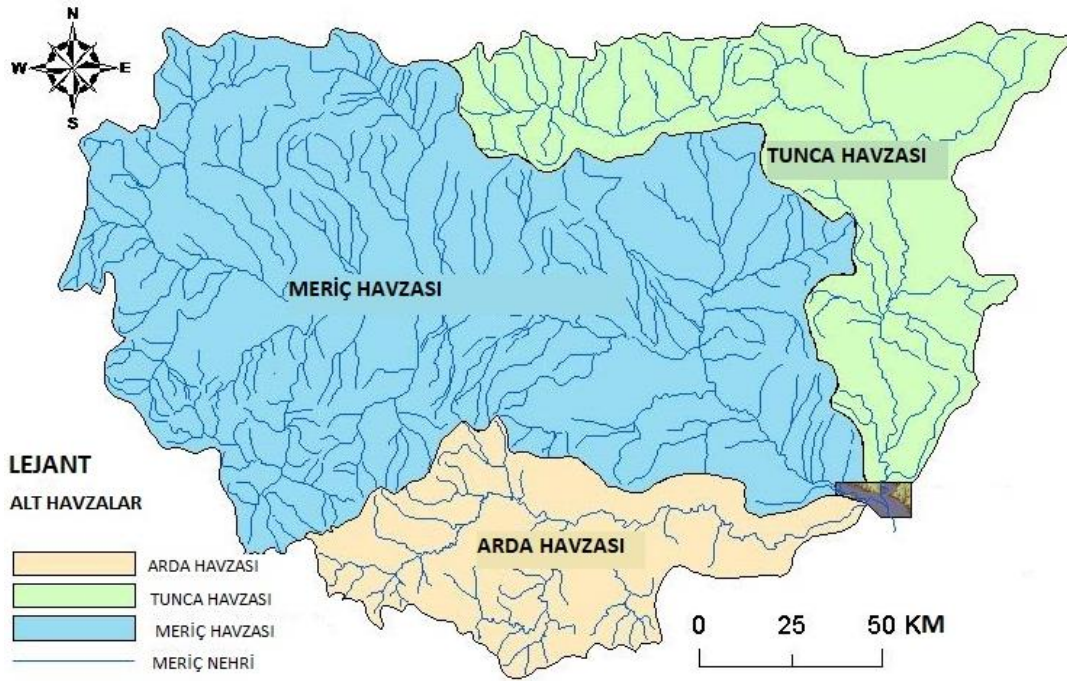 N
W E
S
TUNCA HAVZASI
MERİÇ HAVZASI
ARDA HAVZASI
LEJANT
ALT HAVZALAR
ARDA HAVZASI
TUNCA HAVZASI
MERİÇ HAVZASI
MERİÇ NEHRİ
0 25 50 KM